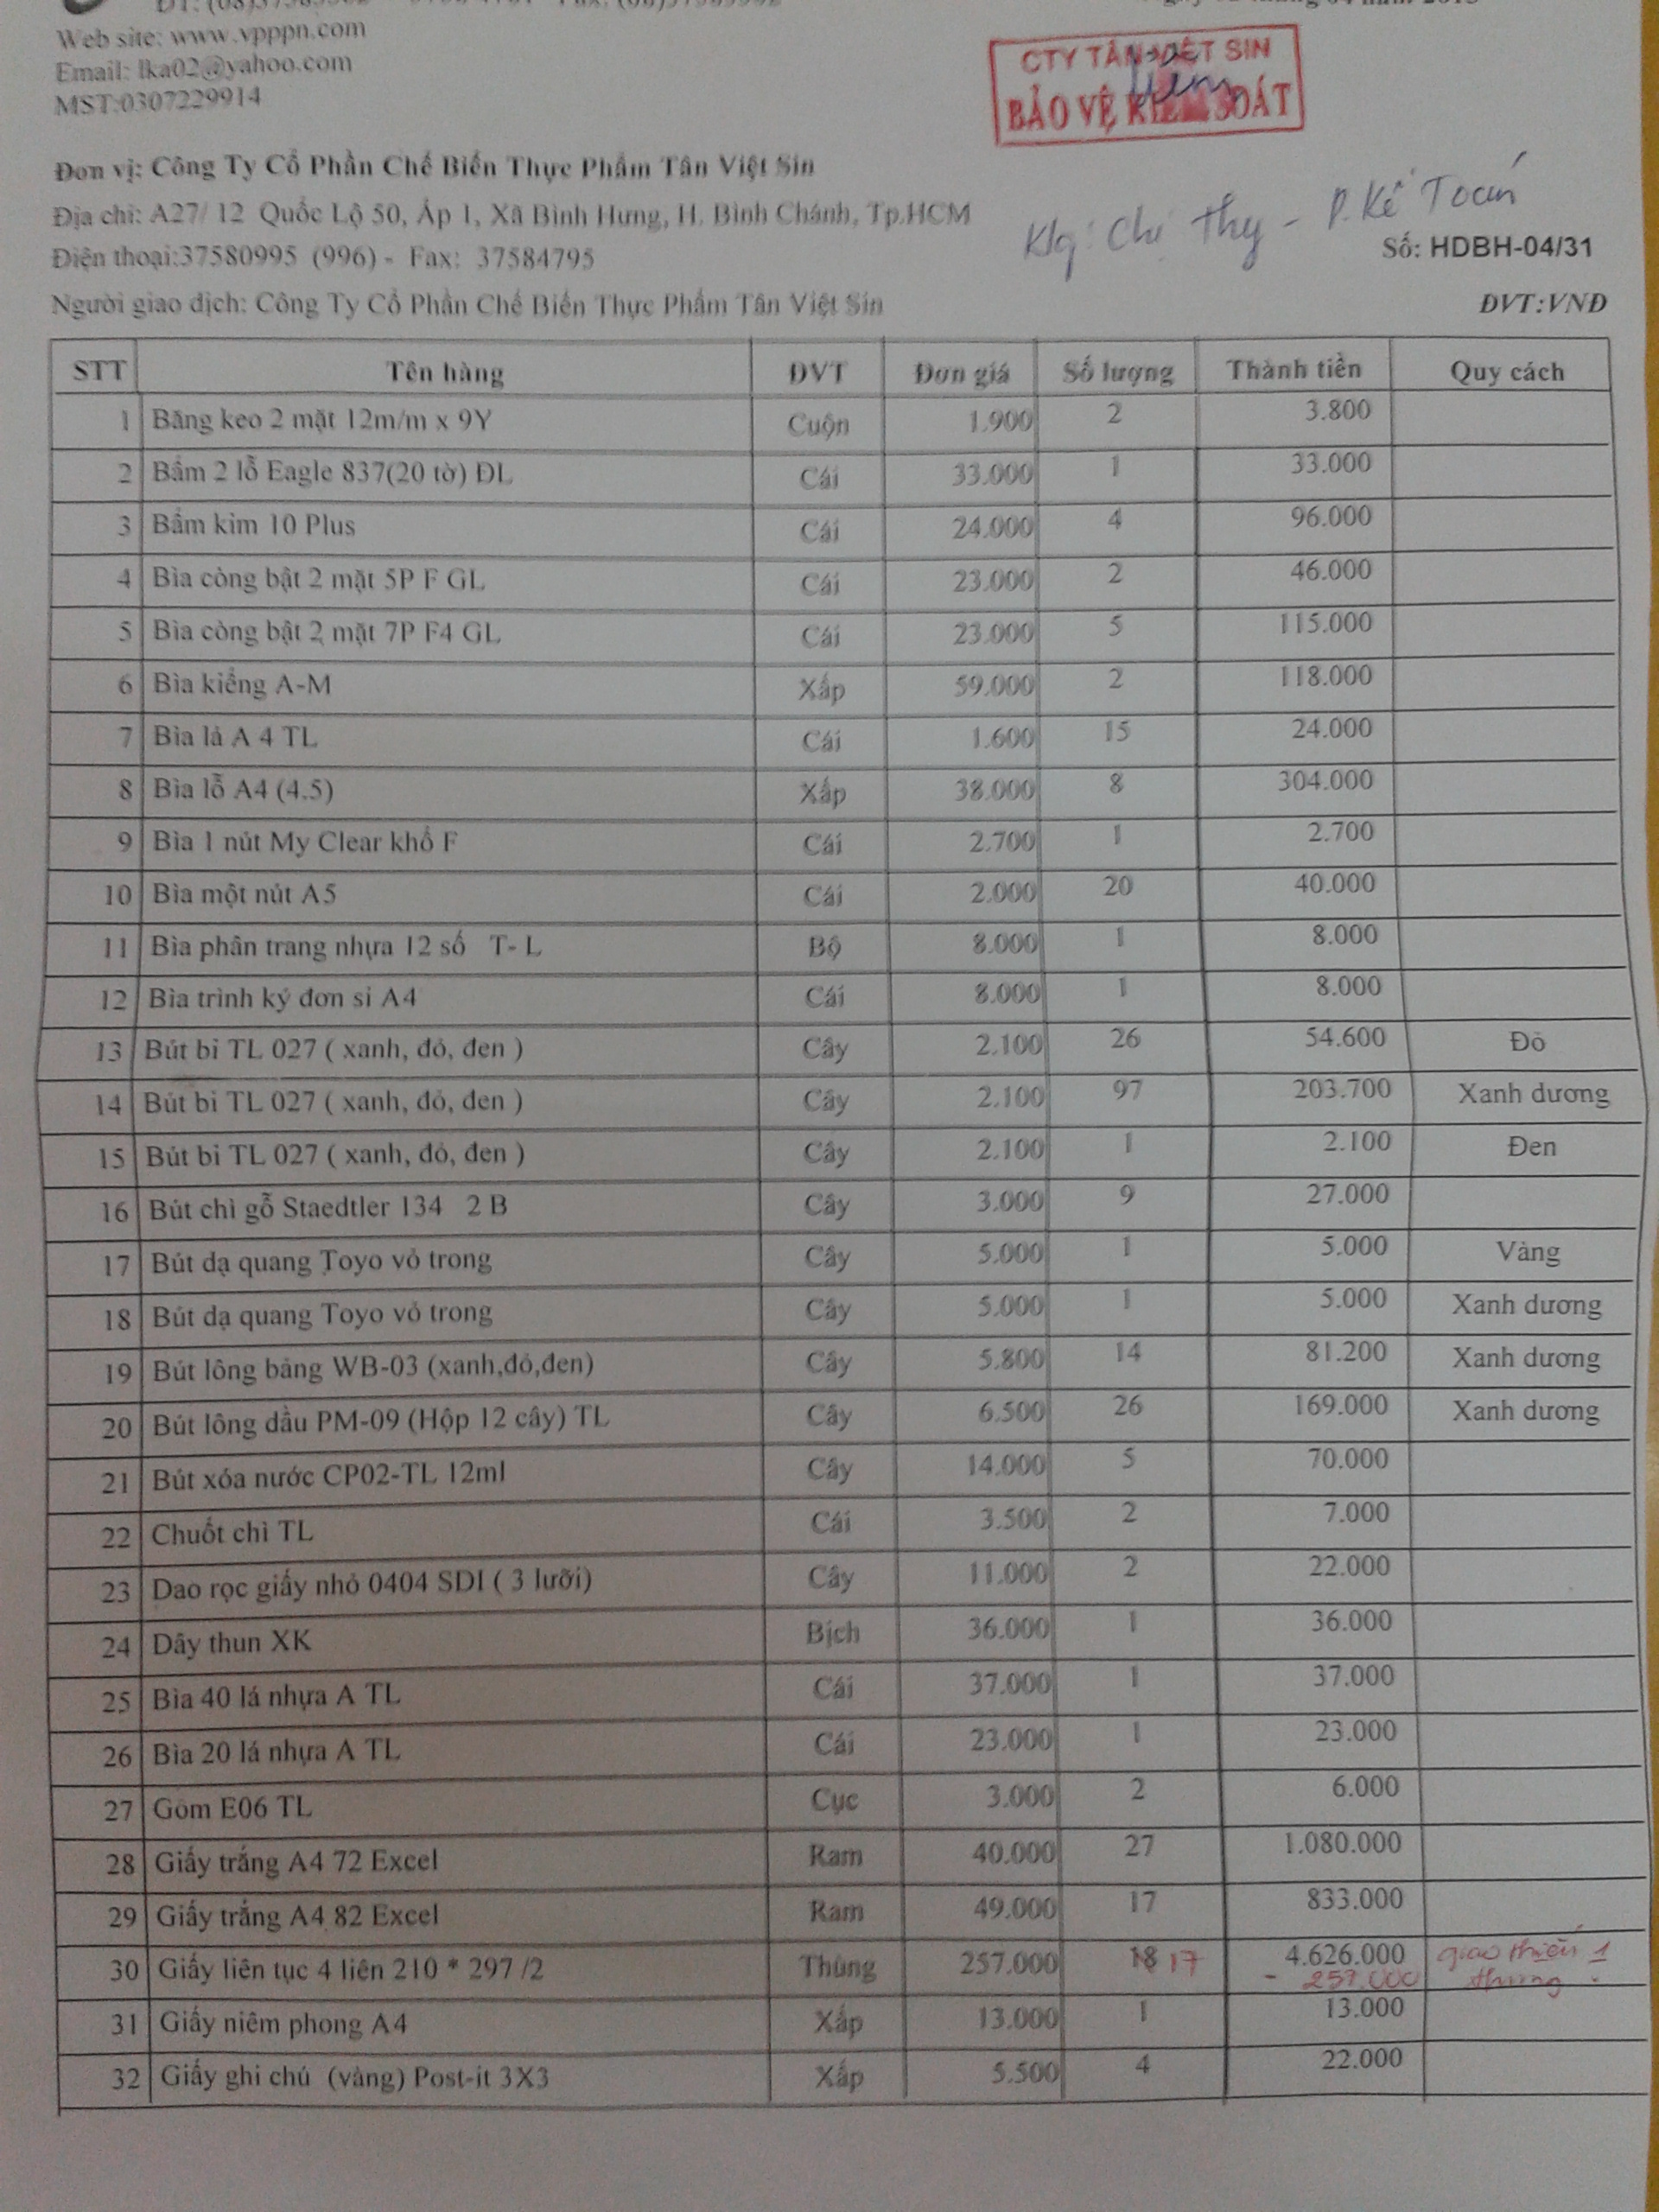 Web site: www.vpppn.com
Email: lka02@yahoo.com
MST:0307229914
CTY TÂN VIỆT SIN
BẢO VỆ KIỂM SOÁT
Đơn vị: Công Ty Cổ Phần Chế Biến Thực Phẩm Tân Việt Sin
Địa chỉ: A27/ 12 Quốc Lộ 50, Ấp 1, Xã Bình Hưng, H. Bình Chánh, Tp.HCM
Klg: Chị Thy - P. Kế Toán
Điện thoại:37580995 (996) - Fax: 37584795
Số: HDBH-04/31
Người giao dịch: Công Ty Cổ Phần Chế Biến Thực Phẩm Tân Việt Sin
ĐVT:VNĐ
STT Tên hàng ĐVT Đơn giá Số lượng Thành tiền Quy cách
1 Băng keo 2 mặt 12m/m x 9Y Cuộn 1.900 2 3.800
2 Bấm 2 lỗ Eagle 837(20 tờ) ĐL Cái 33.000 1 33.000
3 Bấm kim 10 Plus Cái 24.000 4 96.000
4 Bìa còng bật 2 mặt 5P F GL Cái 23.000 2 46.000
5 Bìa còng bật 2 mặt 7P F4 GL Cái 23.000 5 115.000
6 Bìa kiếng A-M Xấp 59.000 2 118.000
7 Bìa lá A 4 TL Cái 1.600 15 24.000
8 Bìa lỗ A4 (4.5) Xấp 38.000 8 304.000
9 Bìa 1 nút My Clear khổ F Cái 2.700 1 2.700
10 Bìa một nút A5 Cái 2.000 20 40.000
11 Bìa phân trang nhựa 12 số T- L Bộ 8.000 1 8.000
12 Bìa trình ký đơn si A4 Cái 8.000 1 8.000
13 Bút bi TL 027 ( xanh, đỏ, đen ) Cây 2.100 26 54.600 Đỏ
14 Bút bi TL 027 ( xanh, đỏ, đen ) Cây 2.100 97 203.700 Xanh dương
15 Bút bi TL 027 ( xanh, đỏ, đen ) Cây 2.100 1 2.100 Đen
16 Bút chì gỗ Staedtler 134 2 B Cây 3.000 9 27.000
17 Bút dạ quang Toyo vỏ trong Cây 5.000 1 5.000 Vàng
18 Bút dạ quang Toyo vỏ trong Cây 5.000 1 5.000 Xanh dương
19 Bút lông bảng WB-03 (xanh,đỏ,đen) Cây 5.800 14 81.200 Xanh dương
20 Bút lông dầu PM-09 (Hộp 12 cây) TL Cây 6.500 26 169.000 Xanh dương
21 Bút xóa nước CP02-TL 12ml Cây 14.000 5 70.000
22 Chuốt chì TL Cái 3.500 2 7.000
23 Dao rọc giấy nhỏ 0404 SDI ( 3 lưỡi) Cây 11.000 2 22.000
24 Dây thun XK Bịch 36.000 1 36.000
25 Bìa 40 lá nhựa A TL Cái 37.000 1 37.000
26 Bìa 20 lá nhựa A TL Cái 23.000 1 23.000
27 Gôm E06 TL Cục 3.000 2 6.000
28 Giấy trắng A4 72 Excel Ram 40.000 27 1.080.000
29 Giấy trắng A4 82 Excel Ram 49.000 17 833.000
30 Giấy liên tục 4 liên 210 * 297 /2 Thùng 257.000 18 17 4.626.000 giao thiếu 1
- 257.000 thùng.
31 Giấy niêm phong A4 Xấp 13.000 1 13.000
32 Giấy ghi chú (vàng) Post-it 3X3 Xấp 5.500 4 22.000